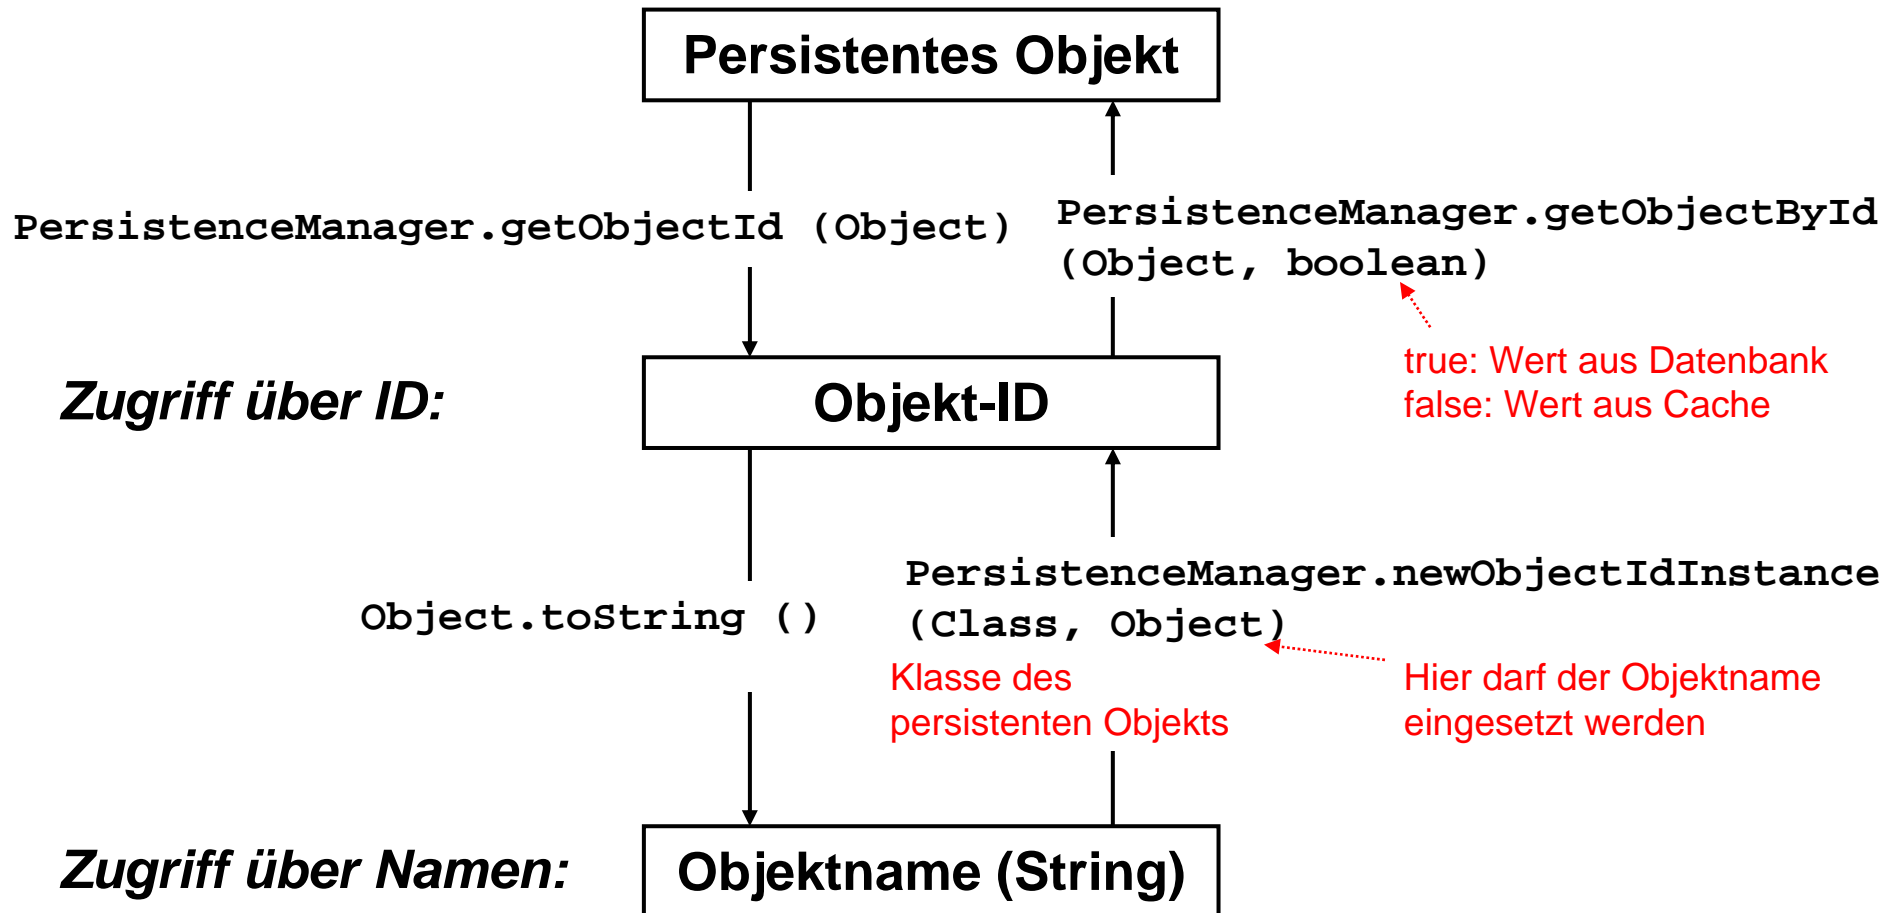 Persistentes Objekt
PersistenceManager.getObjectId (Object)
PersistenceManager.getObjectById
(Object, boolean)
true: Wert aus Datenbank
false: Wert aus Cache
Zugriff über ID:
Objekt-ID
Object.toString ()
PersistenceManager.newObjectIdInstance
(Class, Object)
Klasse des
persistenten Objekts
Hier darf der Objektname
eingesetzt werden
Zugriff über Namen:
Objektname (String)